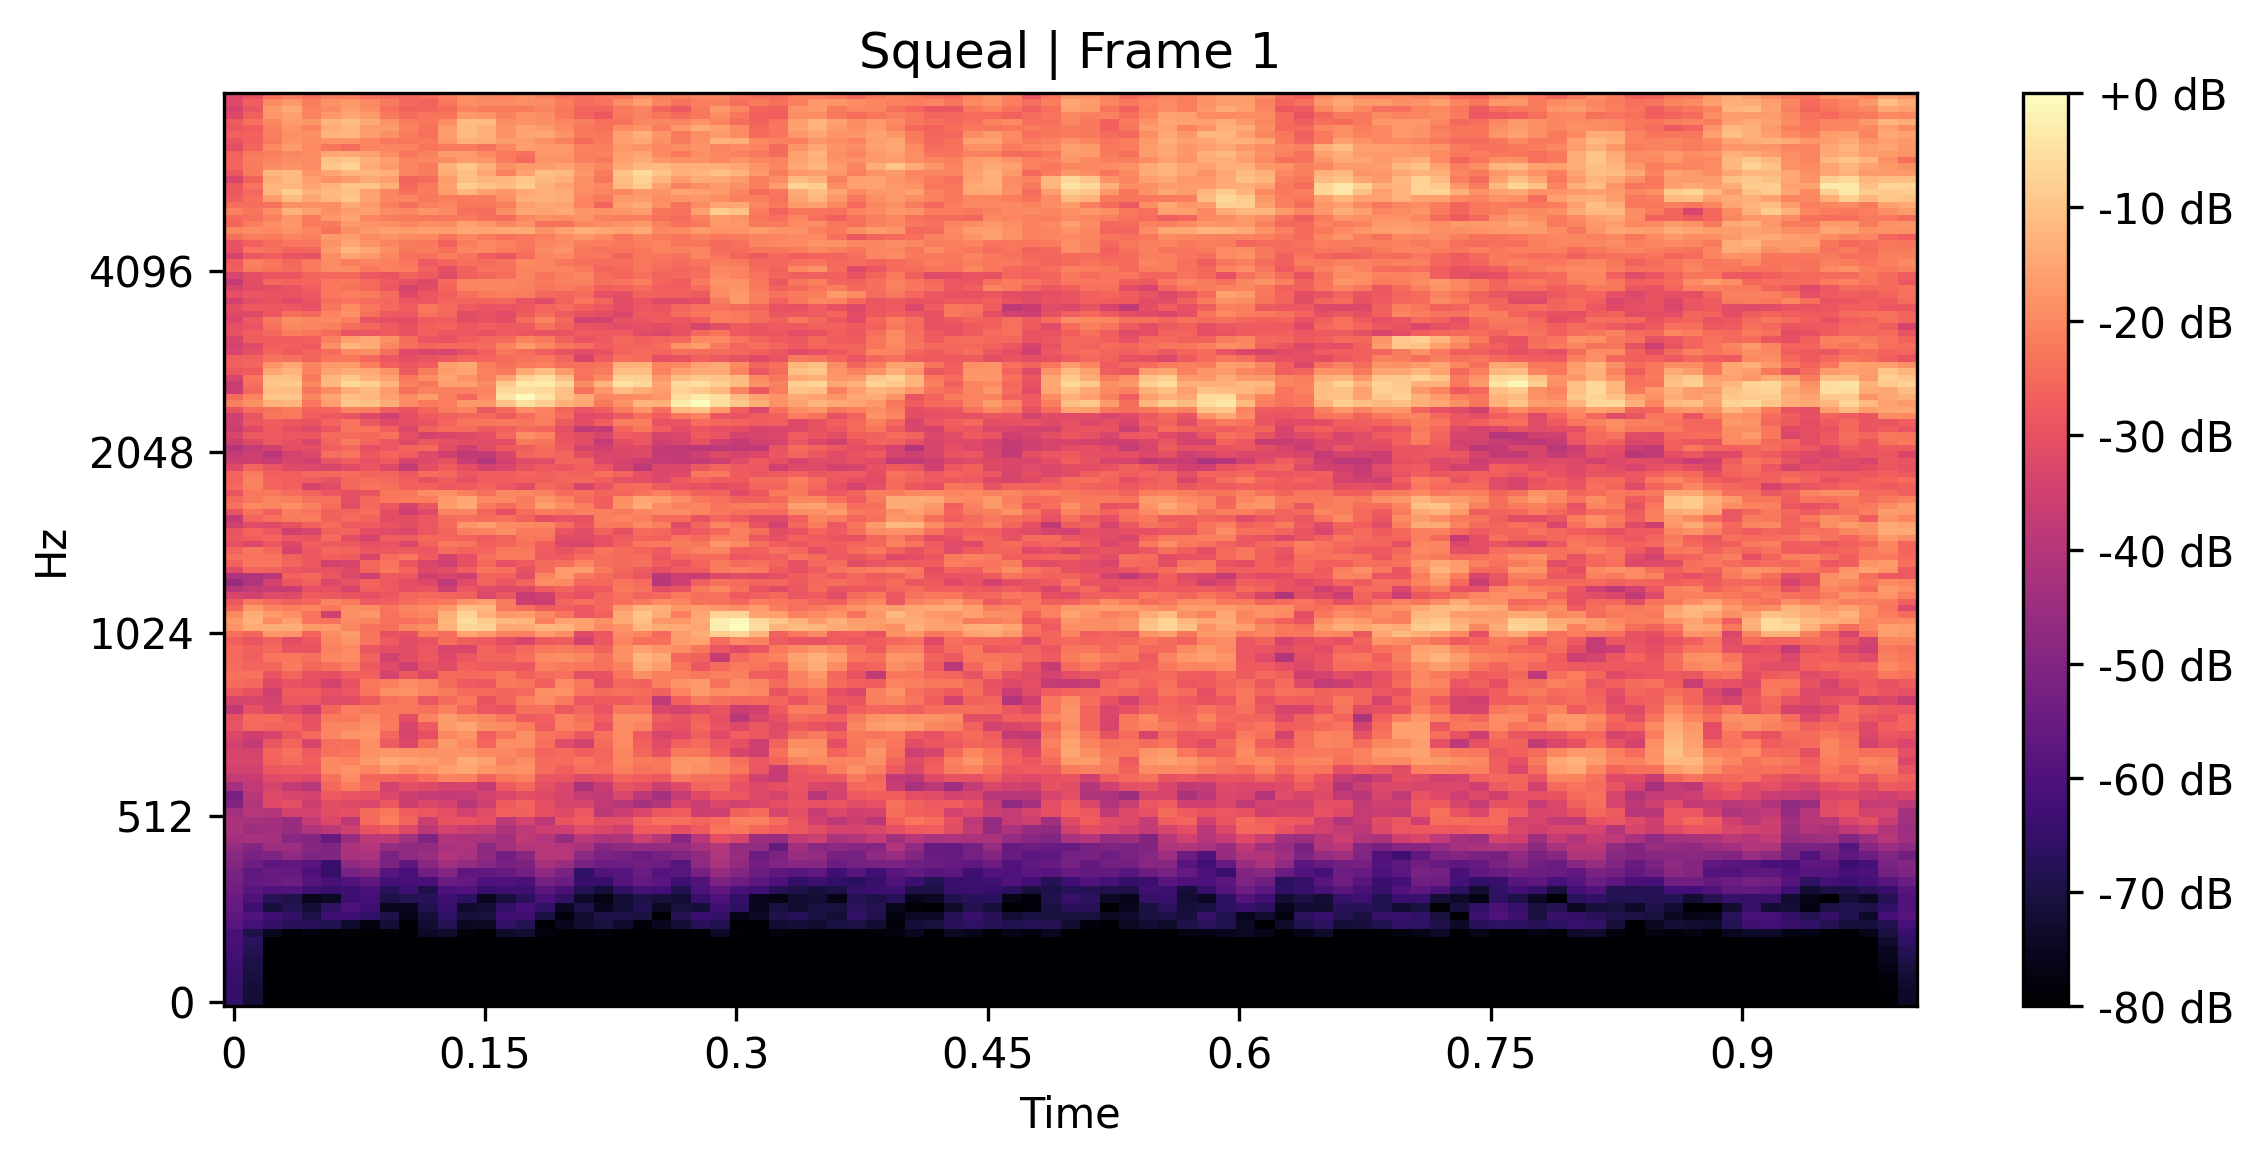 Squeal | Frame 1
Hz
4096
2048
1024
512
0
0 0.15 0.3 0.45 0.6 0.75 0.9
Time
+0 dB
-10 dB
-20 dB
-30 dB
-40 dB
-50 dB
-60 dB
-70 dB
-80 dB